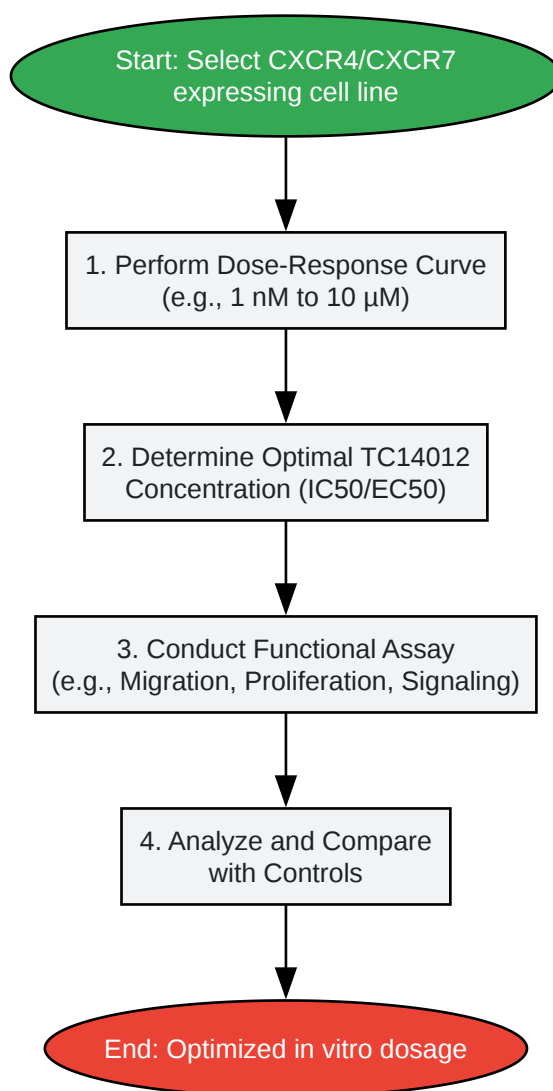 Start: Select CXCR4/CXCR7
expressing cell line
1. Perform Dose-Response Curve
(e.g., 1 nM to 10 µM)
2. Determine Optimal TC14012
Concentration (IC50/EC50)
3. Conduct Functional Assay
(e.g., Migration, Proliferation, Signaling)
4. Analyze and Compare
with Controls
End: Optimized in vitro dosage